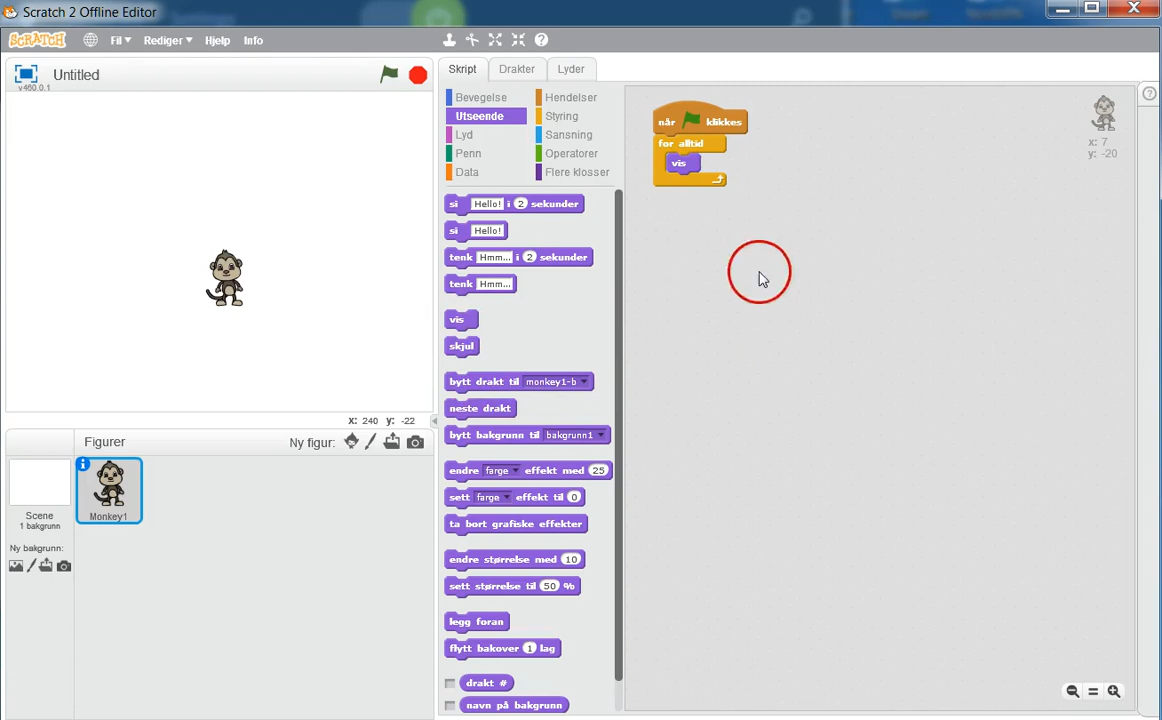 Scratch 2 Offline Editor
SCRATCH Fil Rediger Hjelp Info
Untitled
v460.0.1
Skript Drakter Lyder
Bevegelse Hendelser
Utseende Styring
Lyd Sansning
Penn Operatorer
Data Flere klosser
si Hello! i 2 sekunder
si Hello!
tenk Hmm... i 2 sekunder
tenk Hmm...
vis
skjul
bytt drakt til monkey1-b
neste drakt
bytt bakgrunn til bakgrunn1
endre farge effekt med 25
sett farge effekt til 0
ta bort grafiske effekter
endre størrelse med 10
sett størrelse til 50 %
legg foran
flytt bakover 1 lag
drakt #
navn på bakgrunn
når klikkes
for alltid
vis
x: 7
y: -20
x: 240 y: -22
Figurer Ny figur:
Scene
1 bakgrunn
Ny bakgrunn:
Monkey1